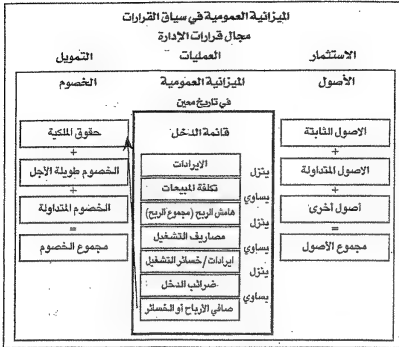 الميزانية العمومية في سياق القرارات
مجال قرارات الإدارة
الاستثمار العمليات التمويل
الأصول الميزانية العمومية الخصوم
في تاريخ معين
الاصول الثابتة
+
الاصول المتداولة
+
أصول أخرى
=
مجموع الأصول
قائمة الدخل
الإيرادات
ينزل
تكلفة المبيعات
يساوي
هامش الربح (مجموع الربح)
ينزل
مصاريف التشغيل
يساوي
ايرادات/خسائر التشغيل
ينزل
ضرائب الدخل
يساوي
صافي الأرباح أو الخسائر
حقوق الملكية
+
الخصوم طويلة الأجل
+
الخصوم المتداولة
=
مجموع الخصوم